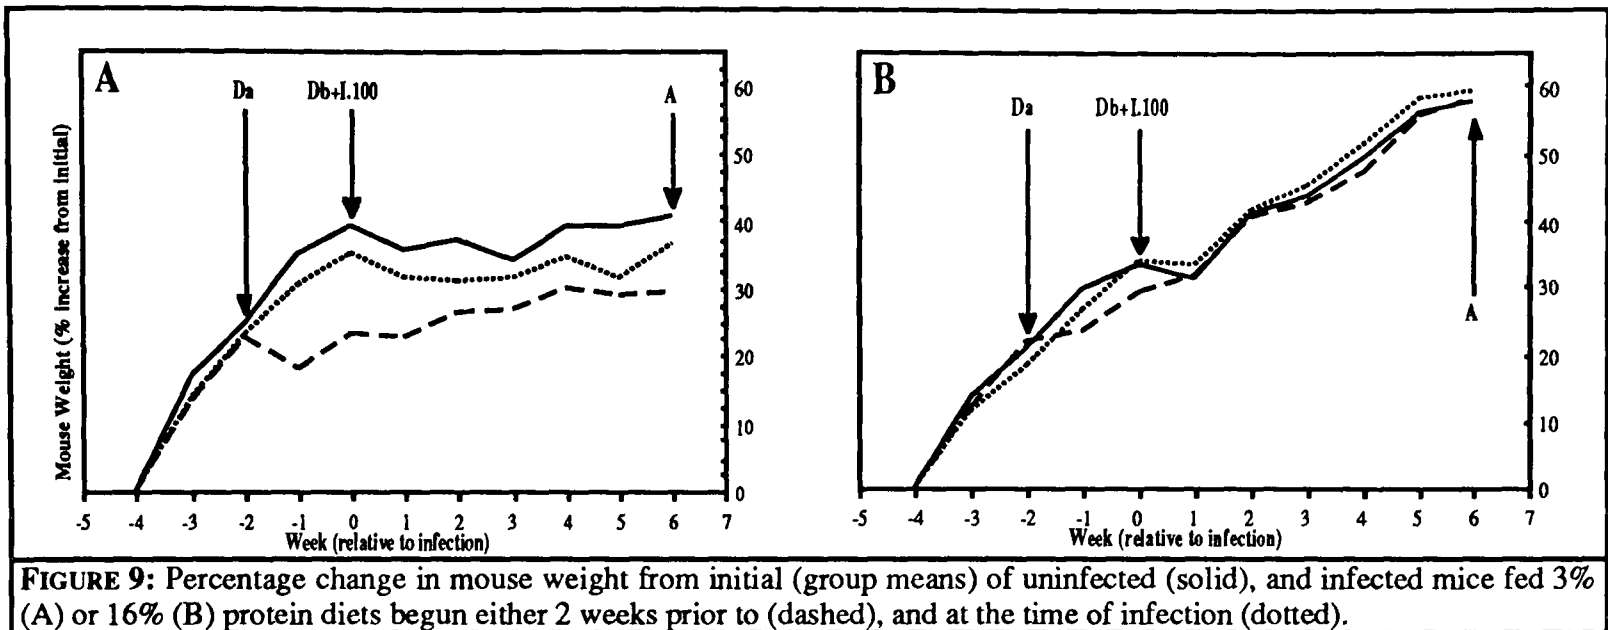 A
Da
Db+L100
A
Mouse Weight (% increase from initial)
60
50
40
30
20
10
0
-5 -4 -3 -2 -1 0 1 2 3 4 5 6 7
Week (relative to infection)
B
Da
Db+L100
A
60
50
40
30
20
10
0
-5 -4 -3 -2 -1 0 1 2 3 4 5 6 7
Week (relative to infection)
FIGURE 9: Percentage change in mouse weight from initial (group means) of uninfected (solid), and infected mice fed 3%
(A) or 16% (B) protein diets begun either 2 weeks prior to (dashed), and at the time of infection (dotted).